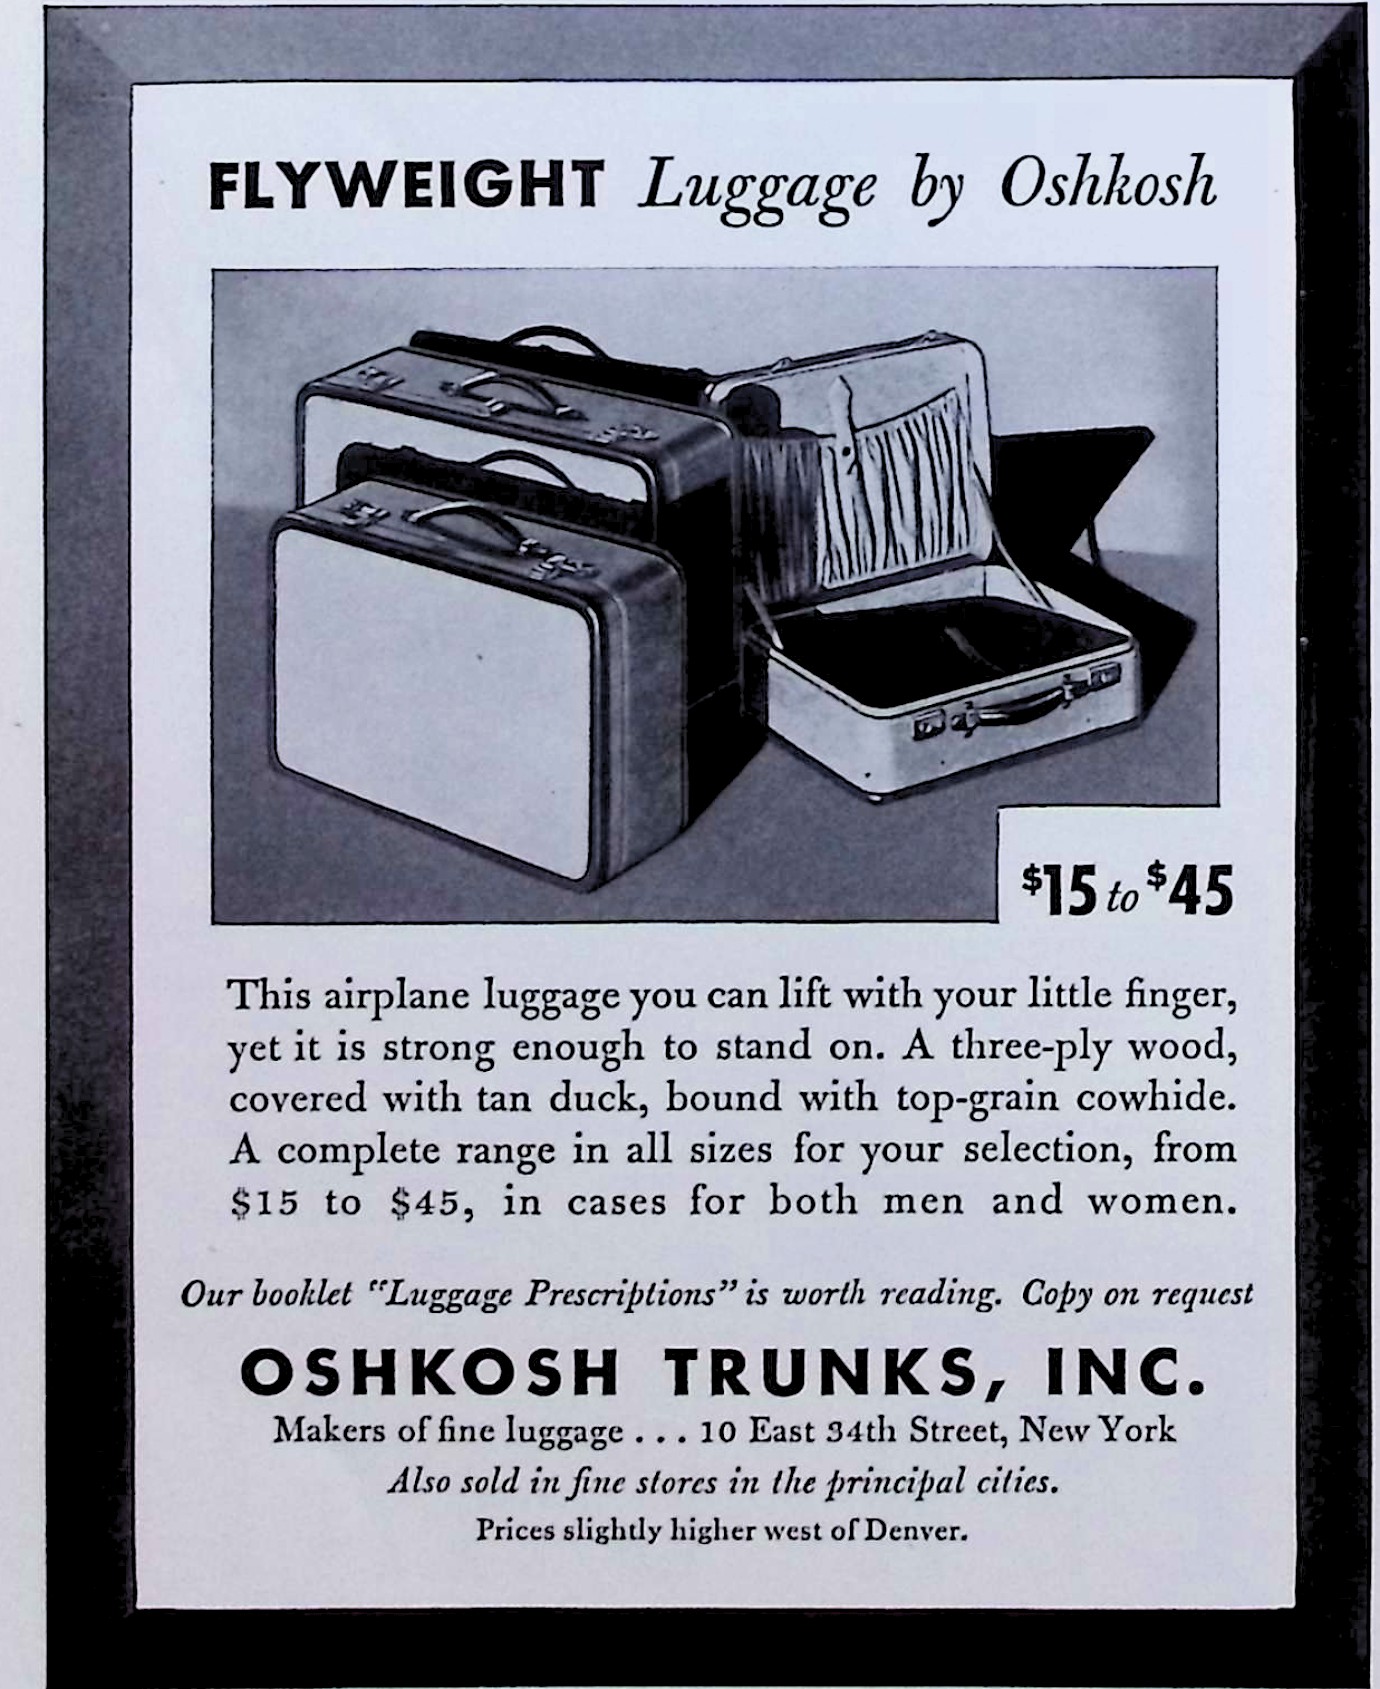 FLYWEIGHT Luggage by Oshkosh
$15 to $45
This airplane luggage you can lift with your little finger,
yet it is strong enough to stand on. A three-ply wood,
covered with tan duck, bound with top-grain cowhide.
A complete range in all sizes for your selection, from
$15 to $45, in cases for both men and women.
Our booklet “Luggage Prescriptions” is worth reading. Copy on request
OSHKOSH TRUNKS, INC.
Makers of fine luggage . . . 10 East 34th Street, New York
Also sold in fine stores in the principal cities.
Prices slightly higher west of Denver.